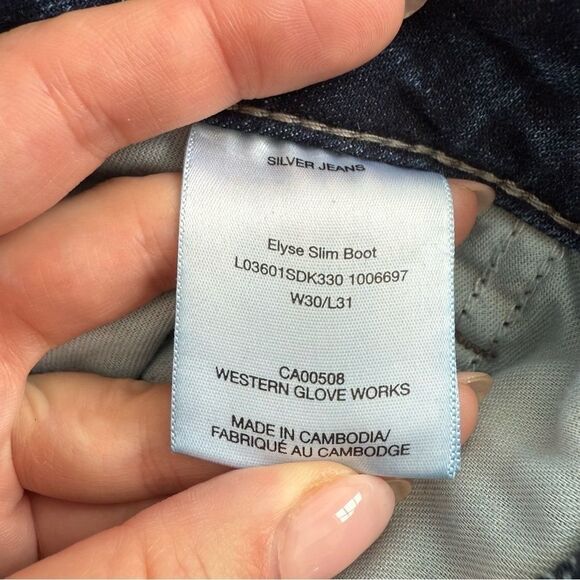 SILVER JEANS
Elyse Slim Boot
L03601SDK330 1006697
W30/L31
CA00508
WESTERN GLOVE WORKS
MADE IN CAMBODIA/
FABRIQUÉ AU CAMBODGE